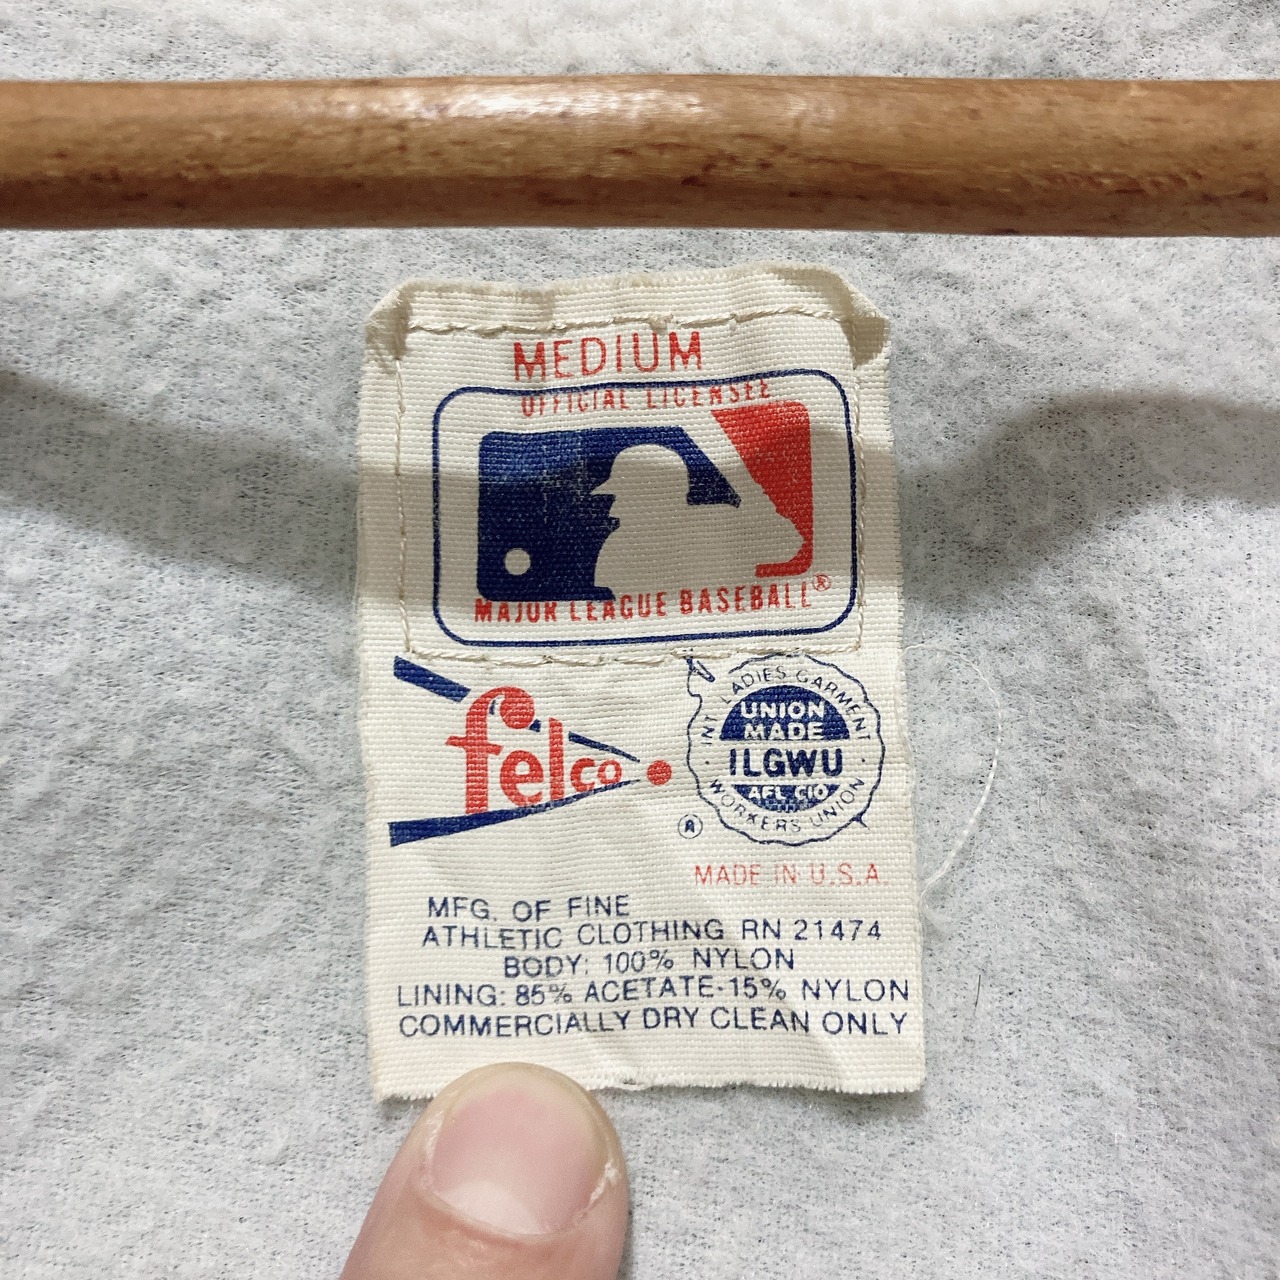 MEDIUM
OFFICIAL LICENSEE
MAJOR LEAGUE BASEBALL®
felco
INT LADIES GARMENT
UNION
MADE
ILGWU
AFL CIO
WORKERS UNION
®
MADE IN U.S.A.
MFG. OF FINE
ATHLETIC CLOTHING RN 21474
BODY: 100% NYLON
LINING: 85% ACETATE-15% NYLON
COMMERCIALLY DRY CLEAN ONLY